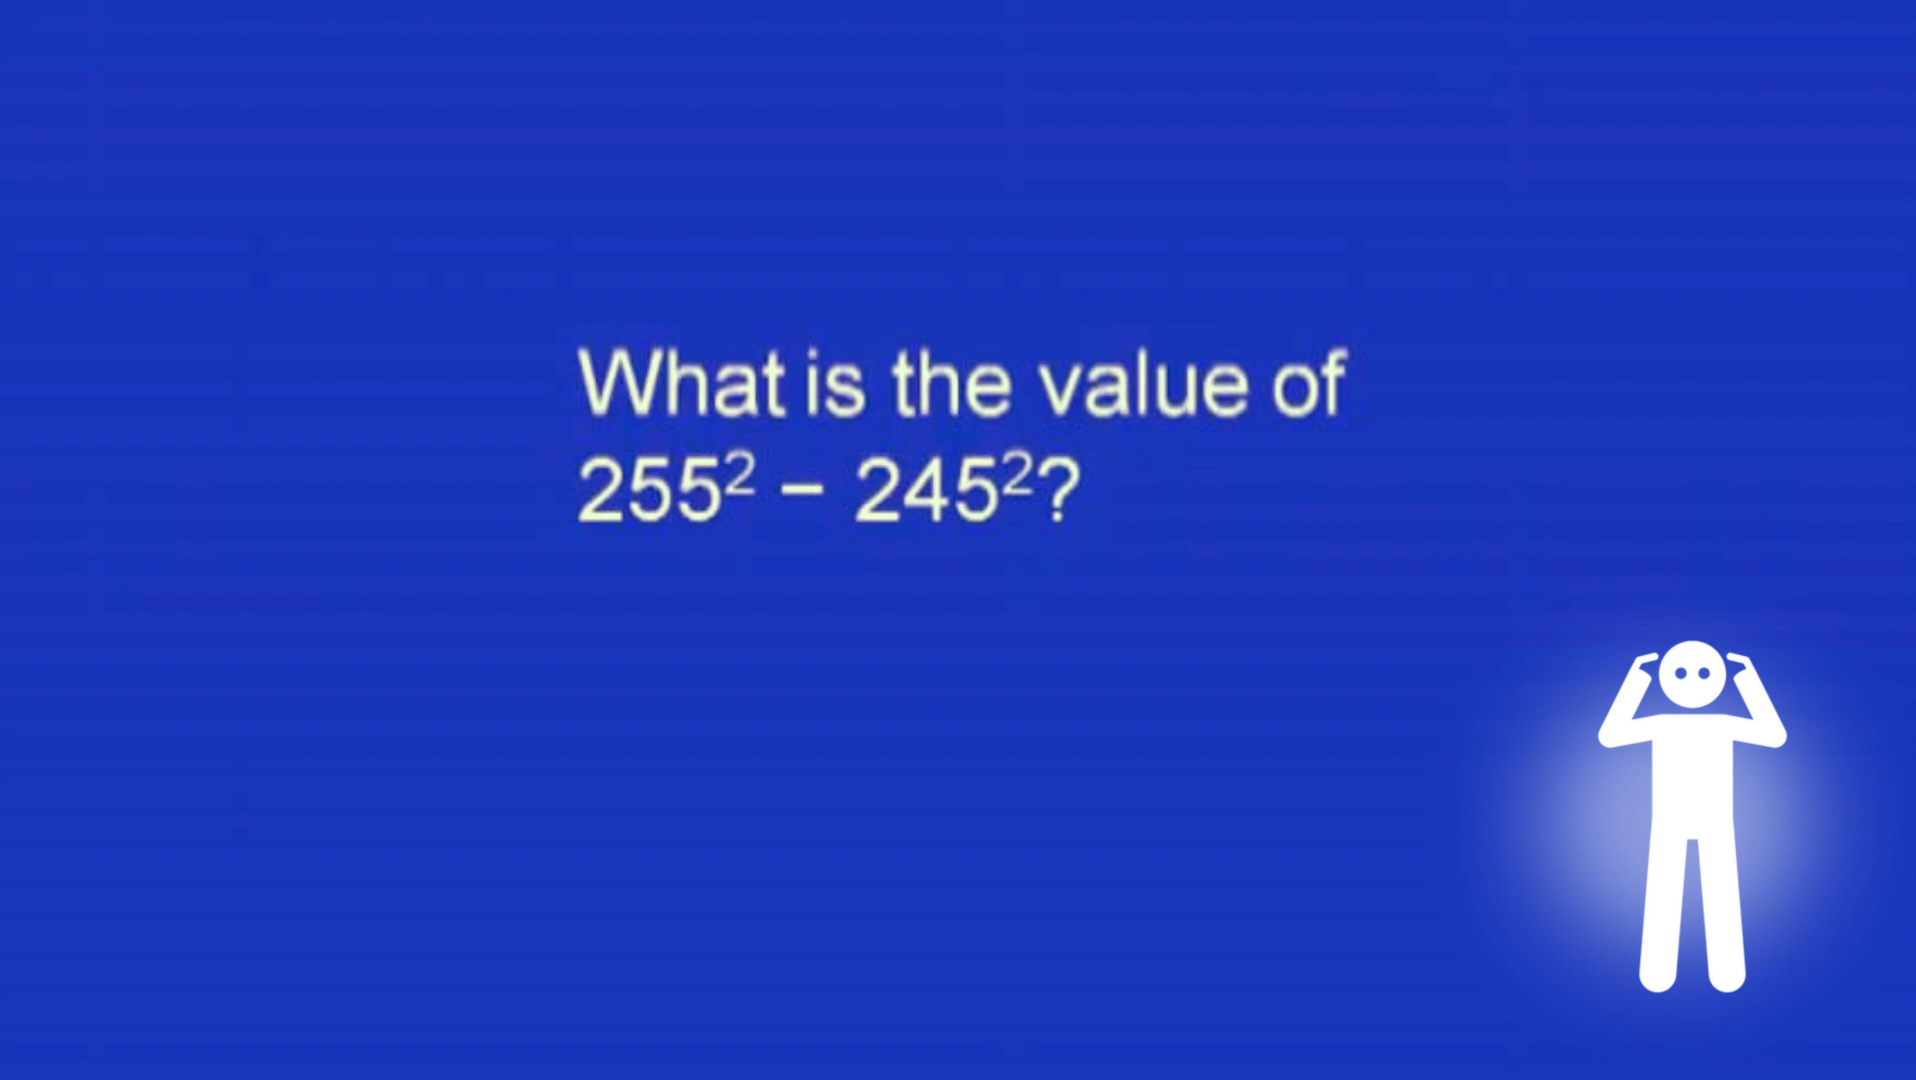 What is the value of
255² – 245²?